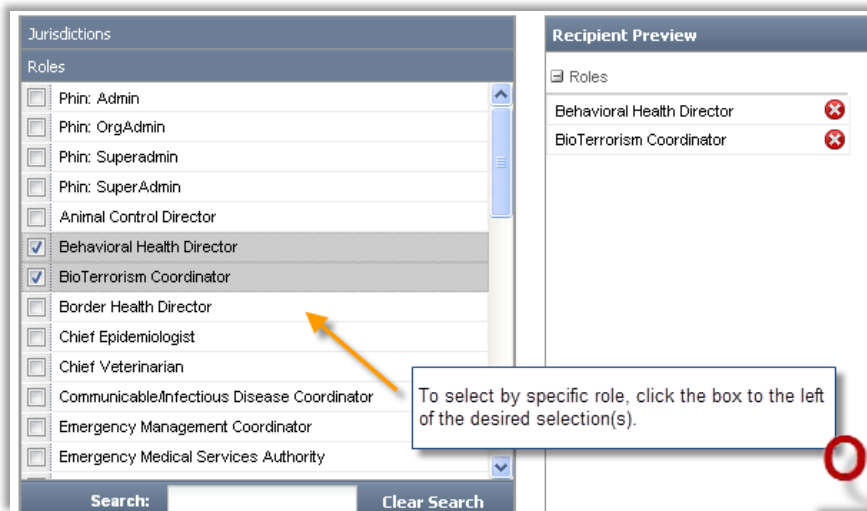 Jurisdictions
Roles
Phin: Admin
Phin: OrgAdmin
Phin: Superadmin
Phin: SuperAdmin
Animal Control Director
Behavioral Health Director
BioTerrorism Coordinator
Border Health Director
Chief Epidemiologist
Chief Veterinarian
Communicable/Infectious Disease Coordinator
Emergency Management Coordinator
Emergency Medical Services Authority
Search:
Clear Search
To select by specific role, click the box to the left
of the desired selection(s).
Recipient Preview
Roles
Behavioral Health Director
BioTerrorism Coordinator
O